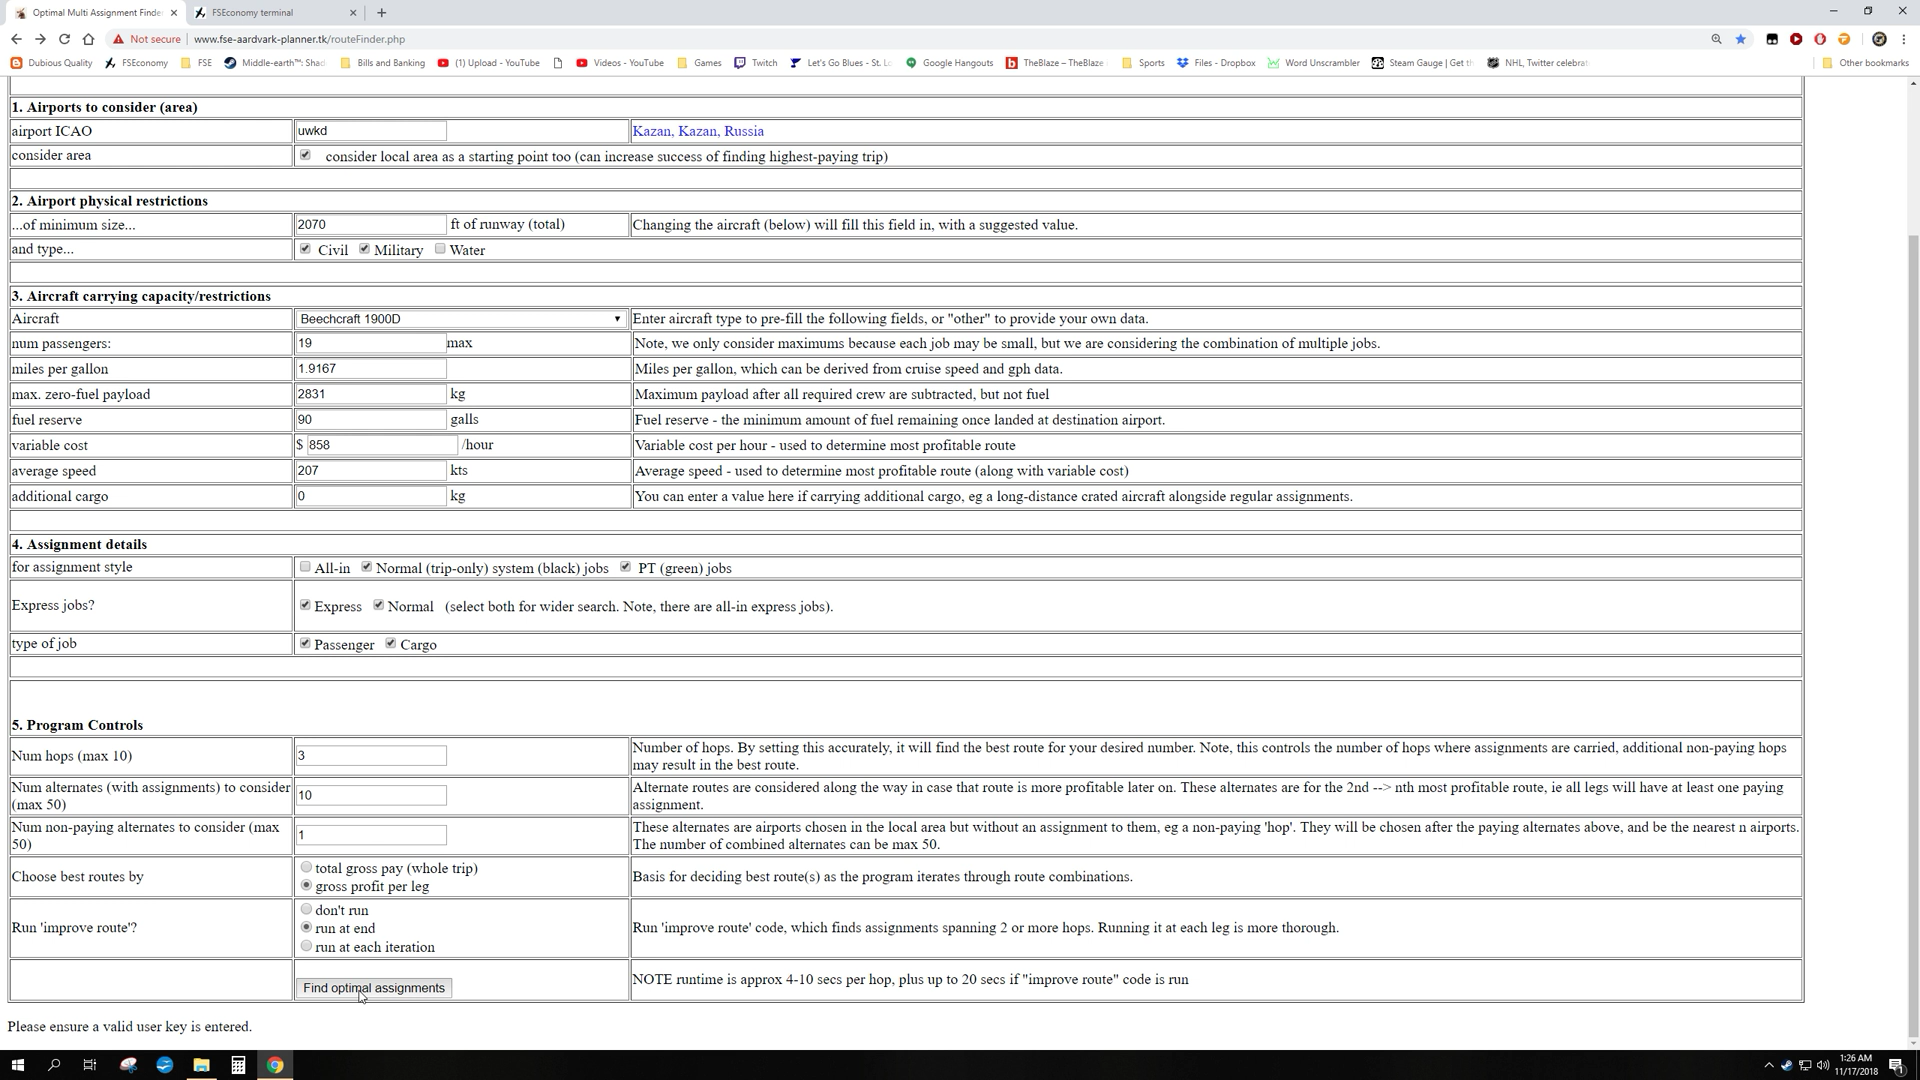 Optimal Multi Assignment Finde
FSEconomy terminal
Not secure www.fse-aardvark-planner.tk/routeFinder.php
Dubious Quality FSEconomy FSE Middle-earth™: Shad Bills and Banking (1) Upload - YouTube Videos - YouTube Games Twitch Let's Go Blues - St. Lo Google Hangouts TheBlaze – TheBlaze Sports Files - Dropbox Word Unscrambler Steam Gauge | Get th NHL, Twitter celebrat Other bookmarks
1. Airports to consider (area)
airport ICAO uwkd Kazan, Kazan, Russia
consider area consider local area as a starting point too (can increase success of finding highest-paying trip)
2. Airport physical restrictions
...of minimum size... 2070 ft of runway (total) Changing the aircraft (below) will fill this field in, with a suggested value.
and type... Civil Military Water
3. Aircraft carrying capacity/restrictions
Aircraft Beechcraft 1900D Enter aircraft type to pre-fill the following fields, or "other" to provide your own data.
num passengers: 19 max Note, we only consider maximums because each job may be small, but we are considering the combination of multiple jobs.
miles per gallon 1.9167 Miles per gallon, which can be derived from cruise speed and gph data.
max. zero-fuel payload 2831 kg Maximum payload after all required crew are subtracted, but not fuel
fuel reserve 90 galls Fuel reserve - the minimum amount of fuel remaining once landed at destination airport.
variable cost $ 858 /hour Variable cost per hour - used to determine most profitable route
average speed 207 kts Average speed - used to determine most profitable route (along with variable cost)
additional cargo 0 kg You can enter a value here if carrying additional cargo, eg a long-distance crated aircraft alongside regular assignments.
4. Assignment details
for assignment style All-in Normal (trip-only) system (black) jobs PT (green) jobs
Express jobs? Express Normal (select both for wider search. Note, there are all-in express jobs).
type of job Passenger Cargo
5. Program Controls
Num hops (max 10) 3 Number of hops. By setting this accurately, it will find the best route for your desired number. Note, this controls the number of hops where assignments are carried, additional non-paying hops
may result in the best route.
Num alternates (with assignments) to consider
(max 50)
10
Alternate routes are considered along the way in case that route is more profitable later on. These alternates are for the 2nd --> nth most profitable route, ie all legs will have at least one paying
assignment.
Num non-paying alternates to consider (max
50)
1
These alternates are airports chosen in the local area but without an assignment to them, eg a non-paying 'hop'. They will be chosen after the paying alternates above, and be the nearest n airports.
The number of combined alternates can be max 50.
Choose best routes by
total gross pay (whole trip)
gross profit per leg
Basis for deciding best route(s) as the program iterates through route combinations.
Run 'improve route'?
don't run
run at end
run at each iteration
Run 'improve route' code, which finds assignments spanning 2 or more hops. Running it at each leg is more thorough.
Find optimal assignments
NOTE runtime is approx 4-10 secs per hop, plus up to 20 secs if "improve route" code is run
Please ensure a valid user key is entered.
1:26 AM
11/17/2018
1